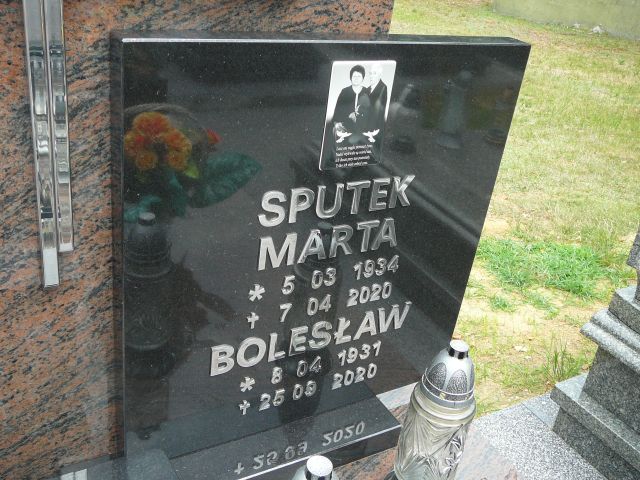 SPUTEK
MARTA
* 5 03 1934
+ 7 04 2020
BOLESŁAW
* 8 04 1931
+ 25 09 2020